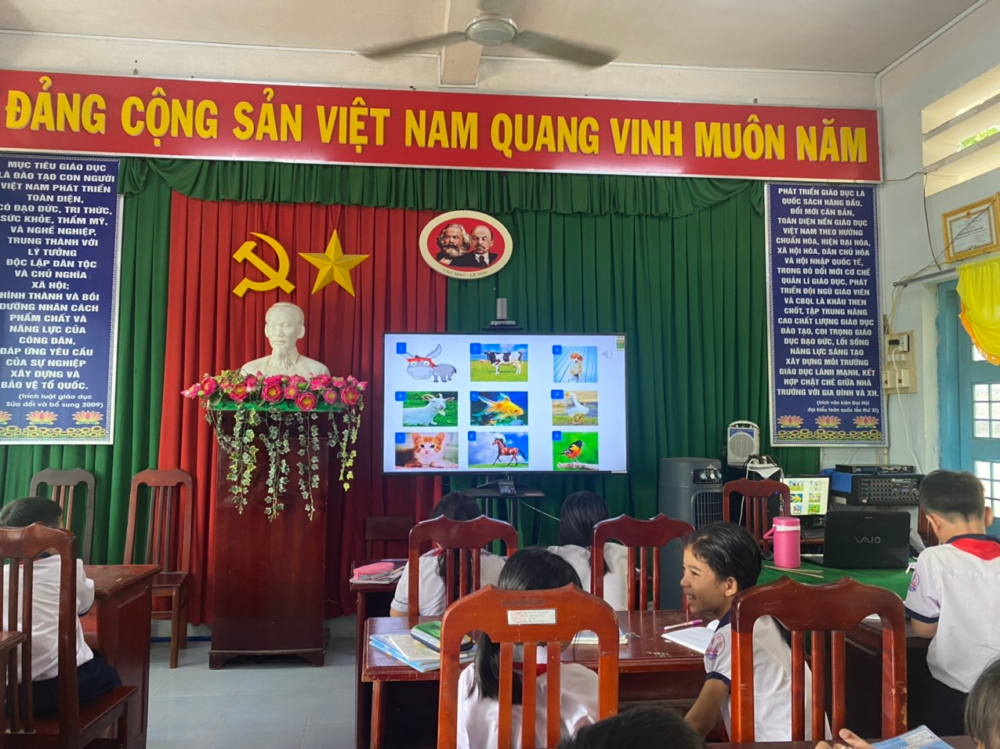 ĐẢNG CỘNG SẢN VIỆT NAM QUANG VINH MUÔN NĂM
MỤC TIÊU GIÁO DỤC
LÀ ĐÀO TẠO CON NGƯỜI
VIỆT NAM PHÁT TRIỂN
TOÀN DIỆN,
CÓ ĐẠO ĐỨC, TRI THỨC,
SỨC KHỎE, THẨM MỸ,
VÀ NGHỀ NGHIỆP,
TRUNG THÀNH VỚI
LÝ TƯỞNG
ĐỘC LẬP DÂN TỘC
VÀ CHỦ NGHĨA
XÃ HỘI;
HÌNH THÀNH VÀ BỒI
DƯỠNG NHÂN CÁCH
PHẨM CHẤT VÀ
NĂNG LỰC CỦA
CÔNG DÂN,
ĐÁP ỨNG YÊU CẦU
CỦA SỰ NGHIỆP
XÂY DỰNG VÀ
BẢO VỆ TỔ QUỐC.
(trích luật giáo dục
Sửa đổi và bổ sung 2009)
CÁC MÁC - LÊ NIN
1
2
3
4
5
6
7
8
9
PHÁT TRIỂN GIÁO DỤC LÀ
QUỐC SÁCH HÀNG ĐẦU,
ĐỔI MỚI CĂN BẢN,
TOÀN DIỆN NỀN GIÁO DỤC
VIỆT NAM THEO HƯỚNG
CHUẨN HÓA, HIỆN ĐẠI HÓA,
XÃ HỘI HÓA, DÂN CHỦ HÓA
VÀ HỘI NHẬP QUỐC TẾ,
TRONG ĐÓ ĐỔI MỚI CƠ CHẾ
QUẢN LÍ GIÁO DỤC, PHÁT
TRIỂN ĐỘI NGŨ GIÁO VIÊN
VÀ CBQL LÀ KHÂU THEN
CHỐT, TẬP TRUNG NÂNG
CAO CHẤT LƯỢNG GIÁO DỤC
ĐÀO TẠO, COI TRỌNG GIÁO
DỤC ĐẠO ĐỨC, LỐI SỐNG
NĂNG LỰC SÁNG TẠO
XÂY DỰNG MÔI TRƯỜNG
GIÁO DỤC LÀNH MẠNH, KẾT
HỢP CHẶT CHẼ GIỮA NHÀ
TRƯỜNG VỚI GIA ĐÌNH VÀ XH.
(trích văn kiện Đại Hội
đại biểu toàn quốc lần thứ XI)
VAIO